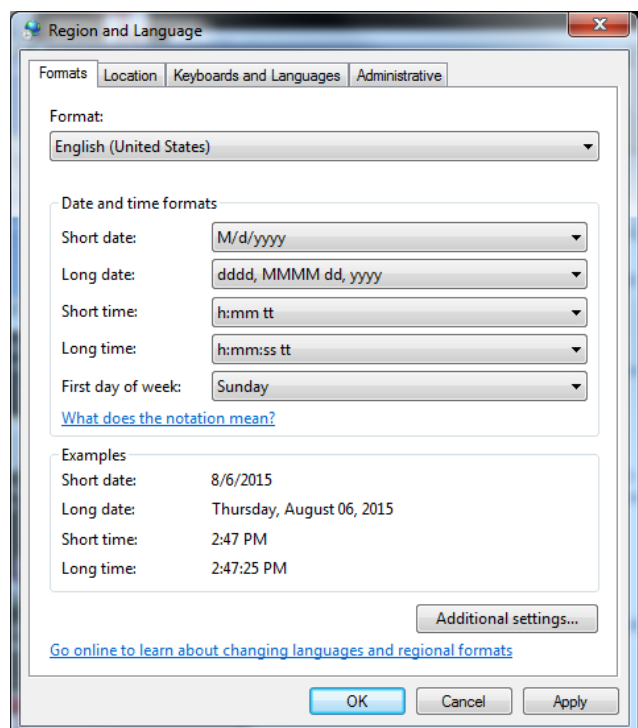 Region and Language
Formats Location Keyboards and Languages Administrative
Format:
English (United States)
Date and time formats
Short date: M/d/yyyy
Long date: dddd, MMMM dd, yyyy
Short time: h:mm tt
Long time: h:mm:ss tt
First day of week: Sunday
What does the notation mean?
Examples
Short date: 8/6/2015
Long date: Thursday, August 06, 2015
Short time: 2:47 PM
Long time: 2:47:25 PM
Additional settings...
Go online to learn about changing languages and regional formats
OK Cancel Apply